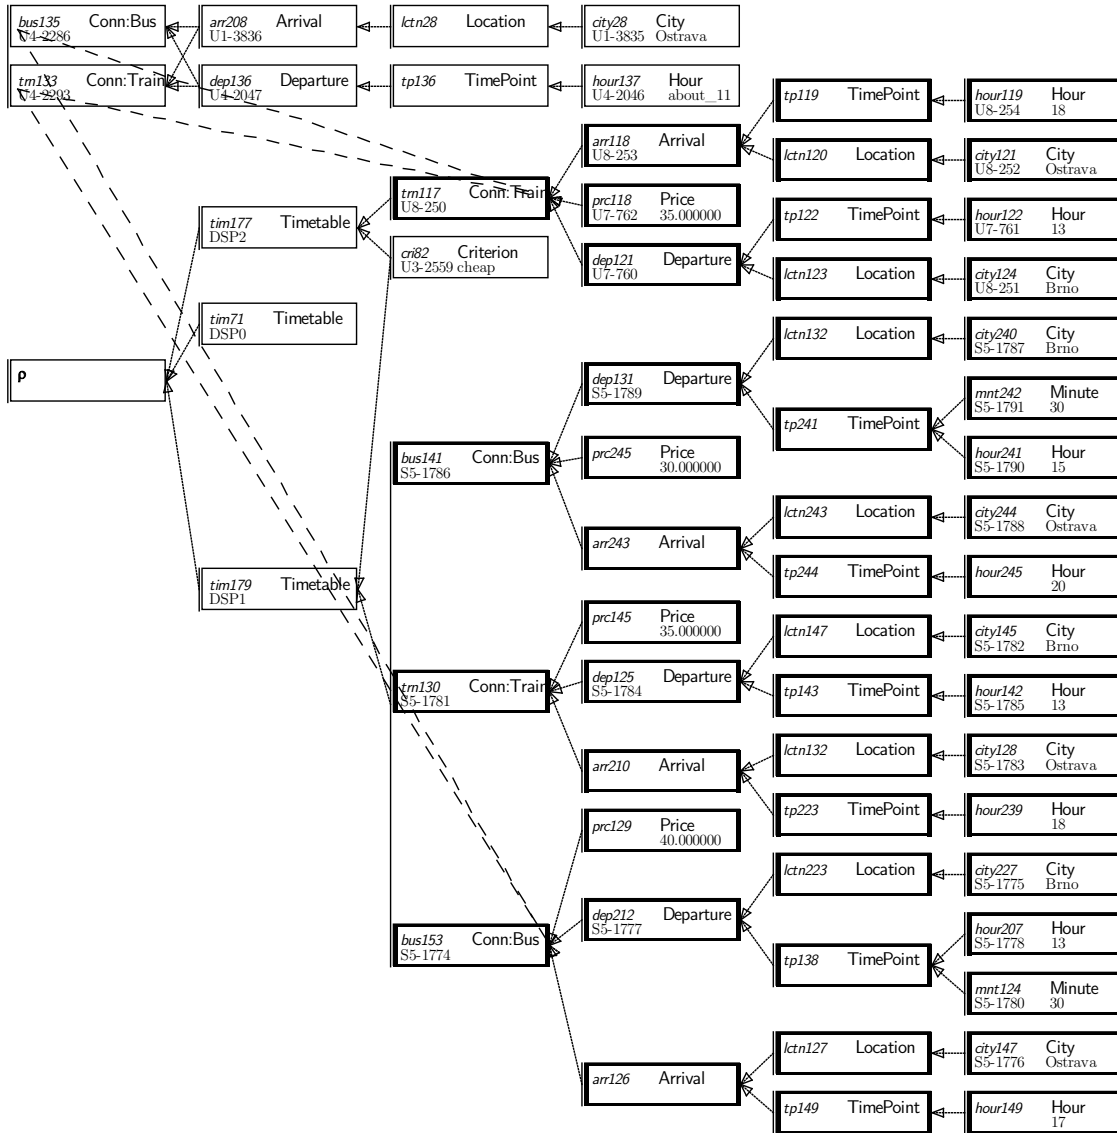 bus135 Conn:Bus
U4-2286
arr208 Arrival
U1-3836
lctn28 Location
city28 City
U1-3835 Ostrava
trn133 Conn:Train
U4-2293
dep136 Departure
U4-2047
tp136 TimePoint
hour137 Hour
U4-2046 about_11
tp119 TimePoint
hour119 Hour
U8-254 18
arr118 Arrival
U8-253
lctn120 Location
city121 City
U8-252 Ostrava
trn117 Conn:Train
U8-250
prc118 Price
U7-762 35.000000
tp122 TimePoint
hour122 Hour
U7-761 13
tim177 Timetable
DSP2
cri82 Criterion
U3-2559 cheap
dep121 Departure
U7-760
lctn123 Location
city124 City
U8-251 Brno
tim71 Timetable
DSP0
lctn132 Location
city240 City
S5-1787 Brno
ρ
dep131 Departure
S5-1789
mnt242 Minute
S5-1791 30
tp241 TimePoint
bus141 Conn:Bus
S5-1786
prc245 Price
30.000000
hour241 Hour
S5-1790 15
lctn243 Location
city244 City
S5-1788 Ostrava
arr243 Arrival
tp244 TimePoint
hour245 Hour
20
tim179 Timetable
DSP1
prc145 Price
35.000000
lctn147 Location
city145 City
S5-1782 Brno
trn130 Conn:Train
S5-1781
dep125 Departure
S5-1784
tp143 TimePoint
hour142 Hour
S5-1785 13
lctn132 Location
city128 City
S5-1783 Ostrava
arr210 Arrival
tp223 TimePoint
hour239 Hour
18
prc129 Price
40.000000
lctn223 Location
city227 City
S5-1775 Brno
dep212 Departure
S5-1777
hour207 Hour
S5-1778 13
bus153 Conn:Bus
S5-1774
tp138 TimePoint
mnt124 Minute
S5-1780 30
lctn127 Location
city147 City
S5-1776 Ostrava
arr126 Arrival
tp149 TimePoint
hour149 Hour
17